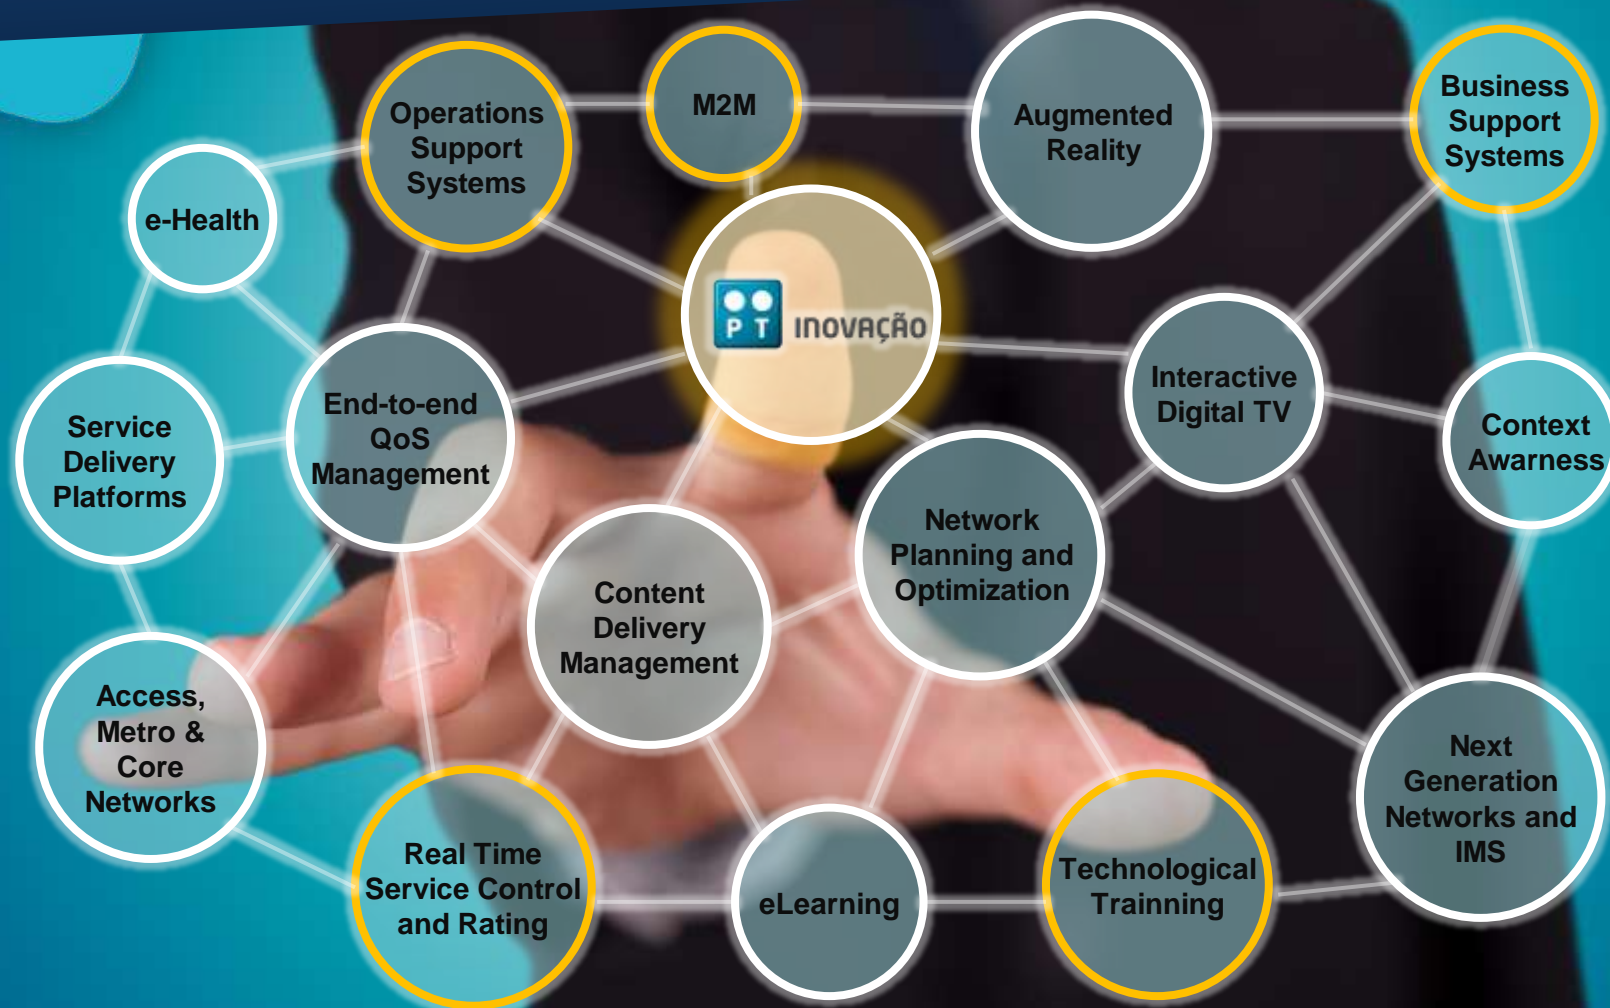 Operations
Support
Systems
M2M
Augmented
Reality
Business
Support
Systems
e-Health
P T INOVAÇÃO
Service
Delivery
Platforms
End-to-end
QoS
Management
Interactive
Digital TV
Context
Awarness
Content
Delivery
Management
Network
Planning and
Optimization
Access,
Metro &
Core
Networks
Real Time
Service Control
and Rating
eLearning
Technological
Trainning
Next
Generation
Networks and
IMS